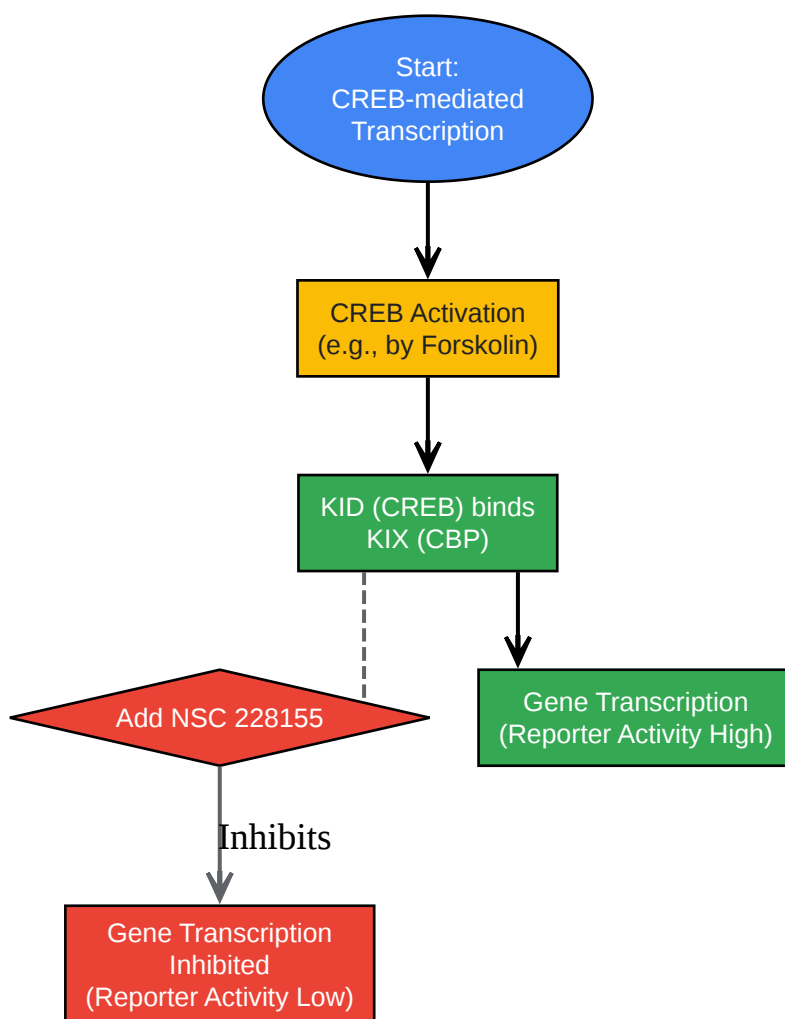 Start:
CREB-mediated
Transcription
CREB Activation
(e.g., by Forskolin)
KID (CREB) binds
KIX (CBP)
Add NSC 228155
Gene Transcription
(Reporter Activity High)
Inhibits
Gene Transcription
Inhibited
(Reporter Activity Low)